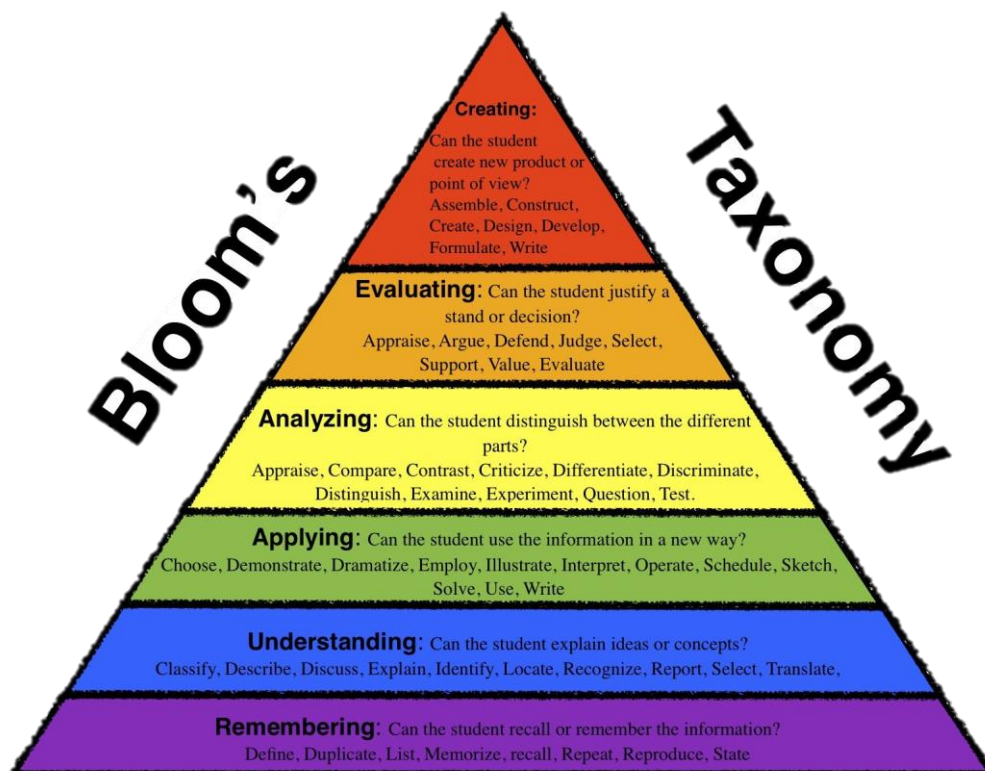 Bloom's
Taxonomy
Creating:
Can the student
create new product or
point of view?
Assemble, Construct,
Create, Design, Develop,
Formulate, Write
Evaluating: Can the student justify a
stand or decision?
Appraise, Argue, Defend, Judge, Select,
Support, Value, Evaluate
Analyzing: Can the student distinguish between the different
parts?
Appraise, Compare, Contrast, Criticize, Differentiate, Discriminate,
Distinguish, Examine, Experiment, Question, Test.
Applying: Can the student use the information in a new way?
Choose, Demonstrate, Dramatize, Employ, Illustrate, Interpret, Operate, Schedule, Sketch,
Solve, Use, Write
Understanding: Can the student explain ideas or concepts?
Classify, Describe, Discuss, Explain, Identify, Locate, Recognize, Report, Select, Translate,
Remembering: Can the student recall or remember the information?
Define, Duplicate, List, Memorize, recall, Repeat, Reproduce, State